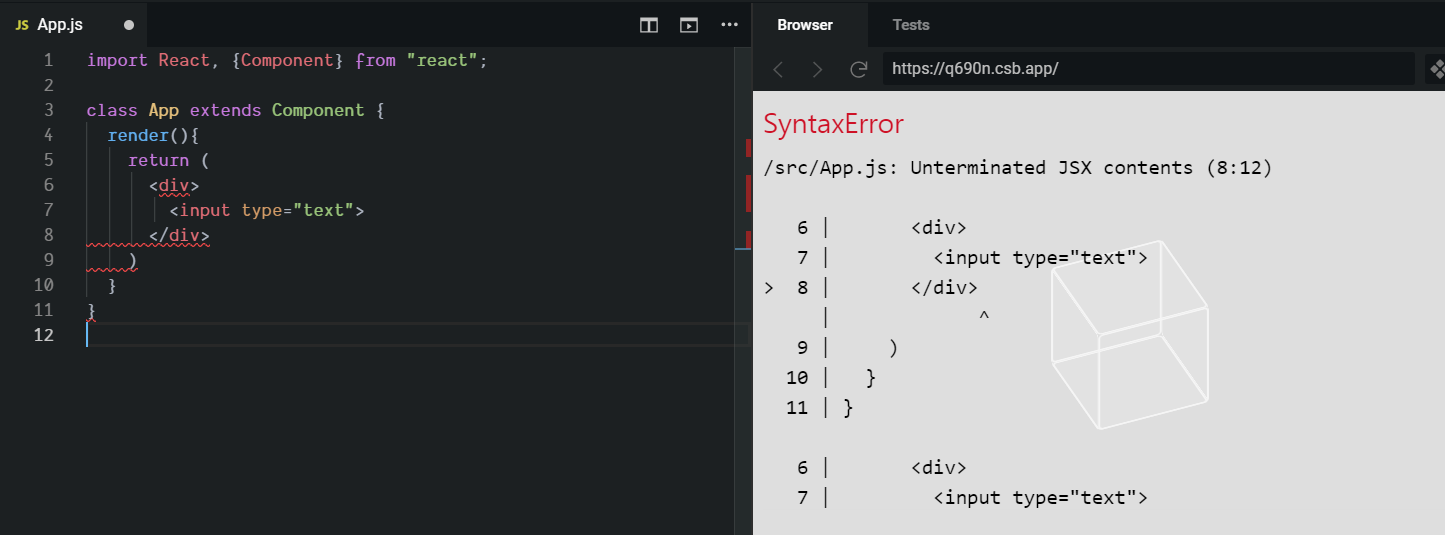 JS App.js
1 import React, {Component} from "react";
2
3 class App extends Component {
4   render(){
5     return (
6       <div>
7         <input type="text">
8       </div>
9     )
10   }
11 }
12
Browser Tests
https://q690n.csb.app/
SyntaxError
/src/App.js: Unterminated JSX contents (8:12)
  6 |       <div>
  7 |         <input type="text">
> 8 |       </div>
    |             ^
  9 |     )
 10 |   }
 11 | }
  6 |       <div>
  7 |         <input type="text">